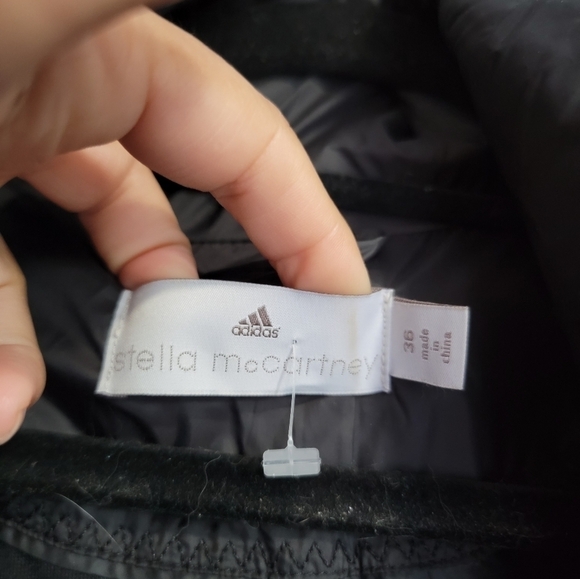 adidas
stella mccartney
36
made
in
china